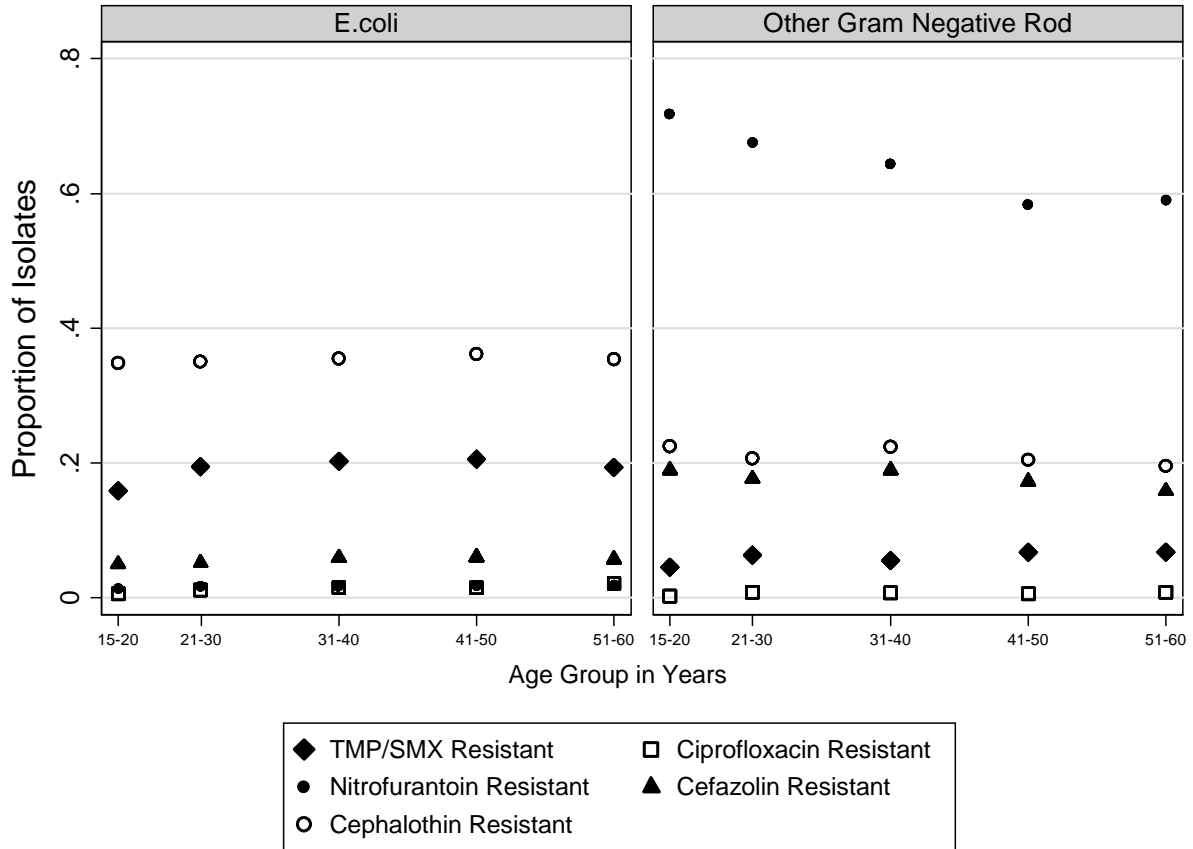 E.coli
Other Gram Negative Rod
Proportion of Isolates
.8
.6
.4
.2
0
15-20 21-30 31-40 41-50 51-60
15-20 21-30 31-40 41-50 51-60
Age Group in Years
TMP/SMX Resistant
Ciprofloxacin Resistant
Nitrofurantoin Resistant
Cefazolin Resistant
Cephalothin Resistant